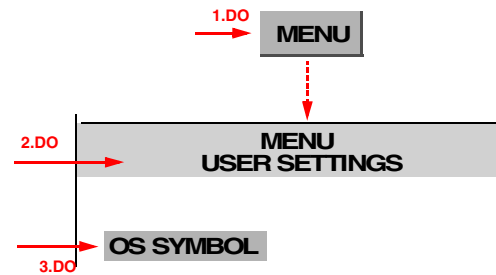 1.DO
MENU
MENU
2.DO
USER SETTINGS
OS SYMBOL
3.DO